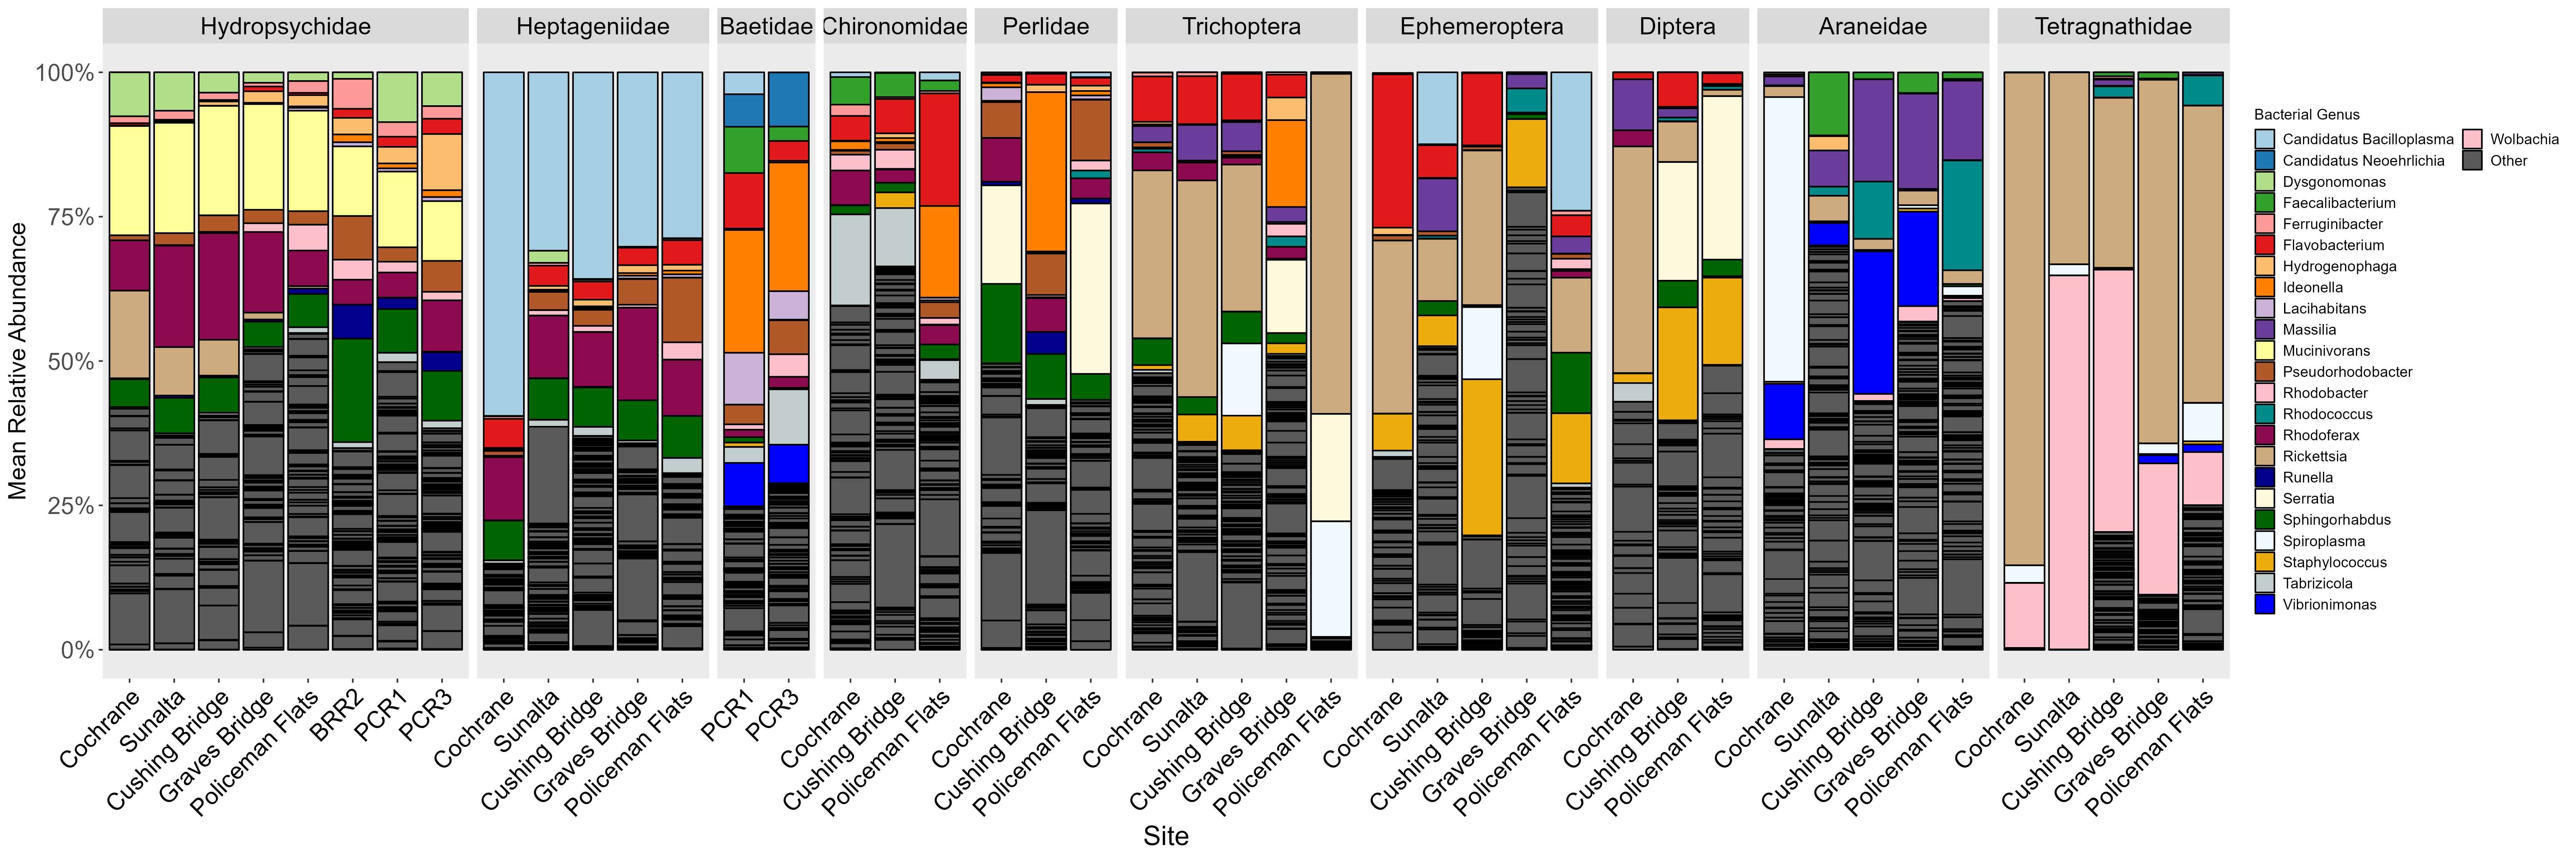 Hydropsychidae
Heptageniidae
Baetidae
Chironomidae
Perlidae
Trichoptera
Ephemeroptera
Diptera
Araneidae
Tetragnathidae
Mean Relative Abundance
100%
75%
50%
25%
0%
Cochrane
Sunalta
Cushing Bridge
Graves Bridge
Policeman Flats
BRR2
PCR1
PCR3
Cochrane
Sunalta
Cushing Bridge
Graves Bridge
Policeman Flats
PCR1
PCR3
Cochrane
Cushing Bridge
Policeman Flats
Cochrane
Cushing Bridge
Policeman Flats
Cochrane
Sunalta
Cushing Bridge
Graves Bridge
Policeman Flats
Cochrane
Sunalta
Cushing Bridge
Graves Bridge
Policeman Flats
Cochrane
Cushing Bridge
Policeman Flats
Cochrane
Sunalta
Cushing Bridge
Graves Bridge
Policeman Flats
Cochrane
Sunalta
Cushing Bridge
Graves Bridge
Policeman Flats
Site
Bacterial Genus
Candidatus Bacilloplasma
Candidatus Neoehrlichia
Dysgonomonas
Faecalibacterium
Ferruginibacter
Flavobacterium
Hydrogenophaga
Ideonella
Lacihabitans
Massilia
Mucinivorans
Pseudorhodobacter
Rhodobacter
Rhodococcus
Rhodoferax
Rickettsia
Runella
Serratia
Sphingorhabdus
Spiroplasma
Staphylococcus
Tabrizicola
Vibrionimonas
Wolbachia
Other